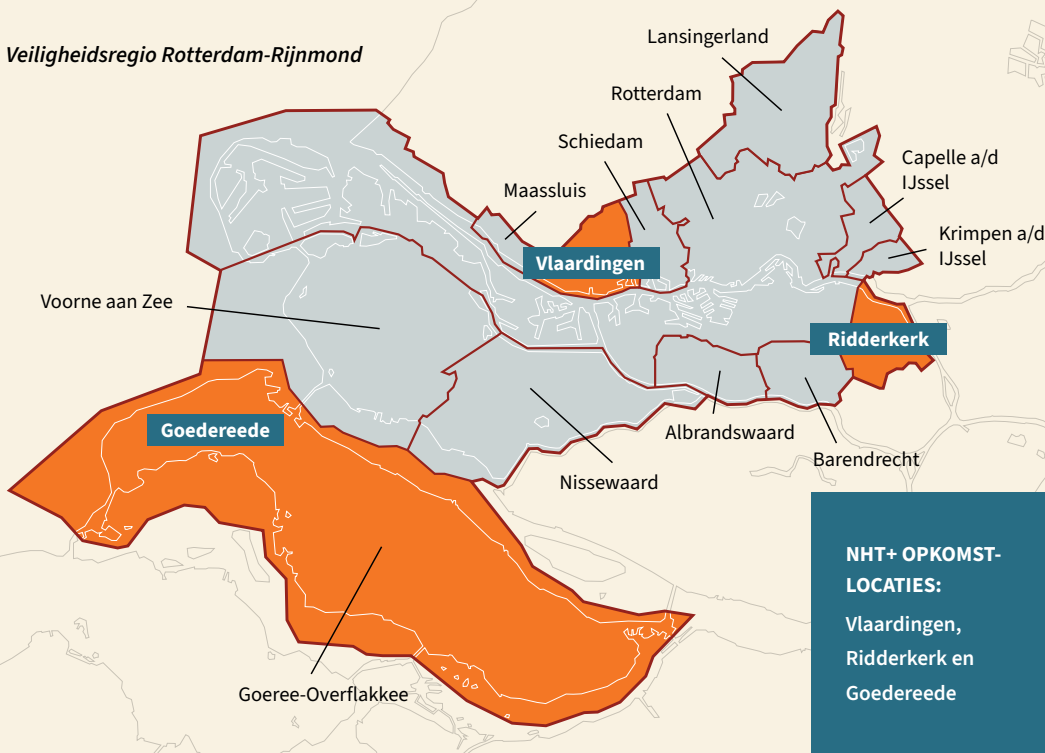 Veiligheidsregio Rotterdam-Rijnmond
Lansingerland
Rotterdam
Schiedam
Maassluis
Capelle a/d
IJssel
Krimpen a/d
IJssel
Vlaardingen
Voorne aan Zee
Ridderkerk
Goedereede
Albrandswaard
Barendrecht
Nissewaard
Goeree-Overflakkee
NHT+ OPKOMST-
LOCATIES:
Vlaardingen,
Ridderkerk en
Goedereede